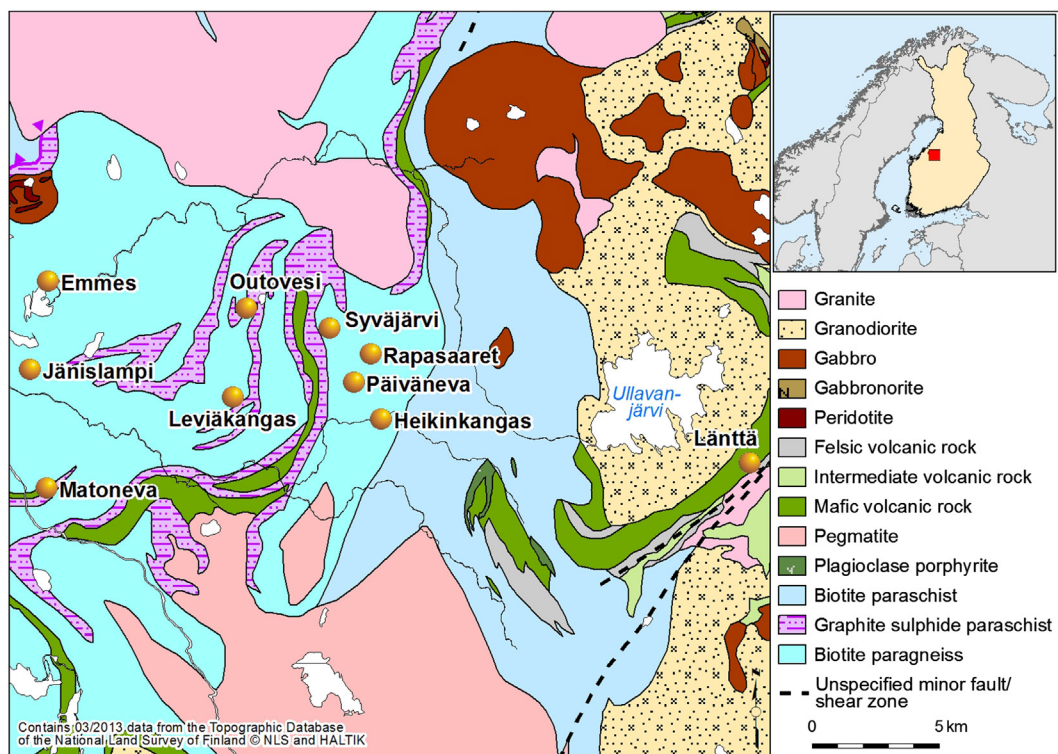 Emmes
Outovesi
Syväjärvi
Rapasaaret
Jänislampi
Päiväneva
Leviäkangas
Heikinkangas
Ullavan-
järvi
Länttä
Matoneva
Contains 03/2013 data from the Topographic Database
of the National Land Survey of Finland © NLS and HALTIK
Granite
Granodiorite
Gabbro
Gabbronorite
Peridotite
Felsic volcanic rock
Intermediate volcanic rock
Mafic volcanic rock
Pegmatite
Plagioclase porphyrite
Biotite paraschist
Graphite sulphide paraschist
Biotite paragneiss
Unspecified minor fault/
shear zone
0 5 km